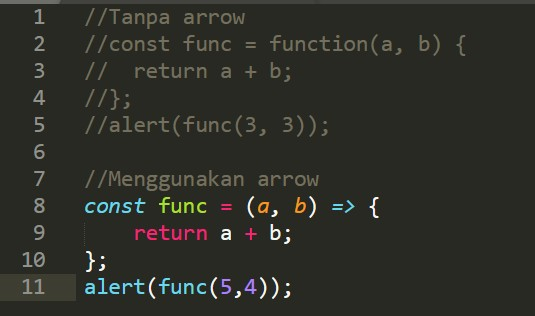 1 //Tanpa arrow
2 //const func = function(a, b) {
3 //  return a + b;
4 //};
5 //alert(func(3, 3));
6
7 //Menggunakan arrow
8 const func = (a, b) => {
9     return a + b;
10 };
11 alert(func(5,4));